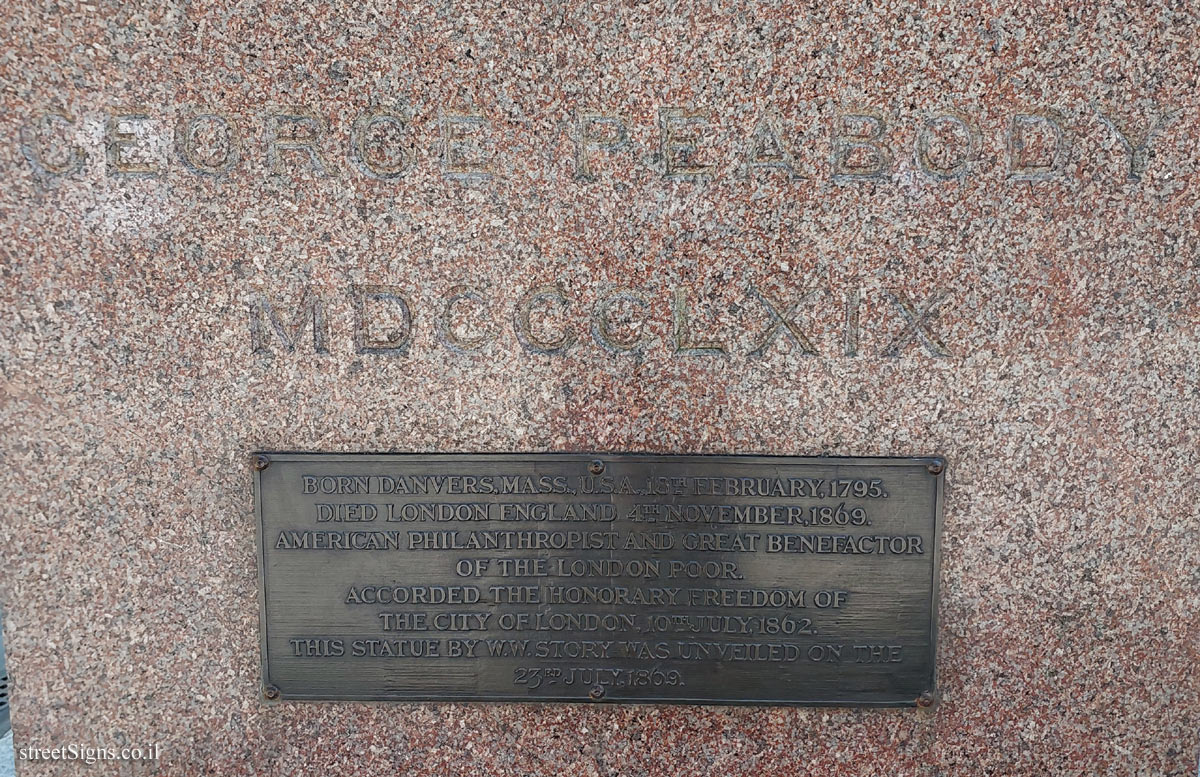 GEORGE PEABODY
MDCCCLXIX
BORN DANVERS, MASS., U.S.A., 18TH FEBRUARY, 1795.
DIED LONDON ENGLAND 4TH NOVEMBER, 1869.
AMERICAN PHILANTHROPIST AND GREAT BENEFACTOR
OF THE LONDON POOR.
ACCORDED THE HONORARY FREEDOM OF
THE CITY OF LONDON, 10TH JULY, 1862.
THIS STATUE BY W.W. STORY WAS UNVEILED ON THE
23RD JULY, 1869.
streetSigns.co.il